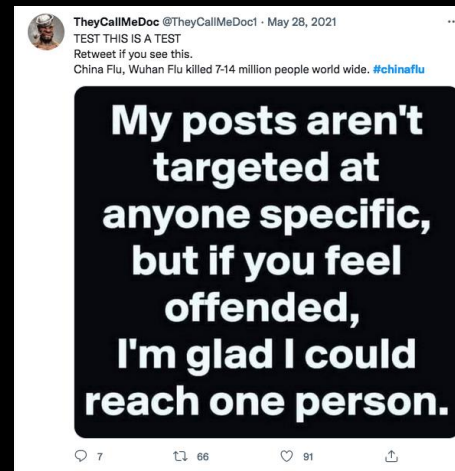 TheyCallMeDoc @TheyCallMeDoc1 · May 28, 2021
TEST THIS IS A TEST
Retweet if you see this.
China Flu, Wuhan Flu killed 7-14 million people world wide. #chinaflu
My posts aren't
targeted at
anyone specific,
but if you feel
offended,
I'm glad I could
reach one person.
7 66 91